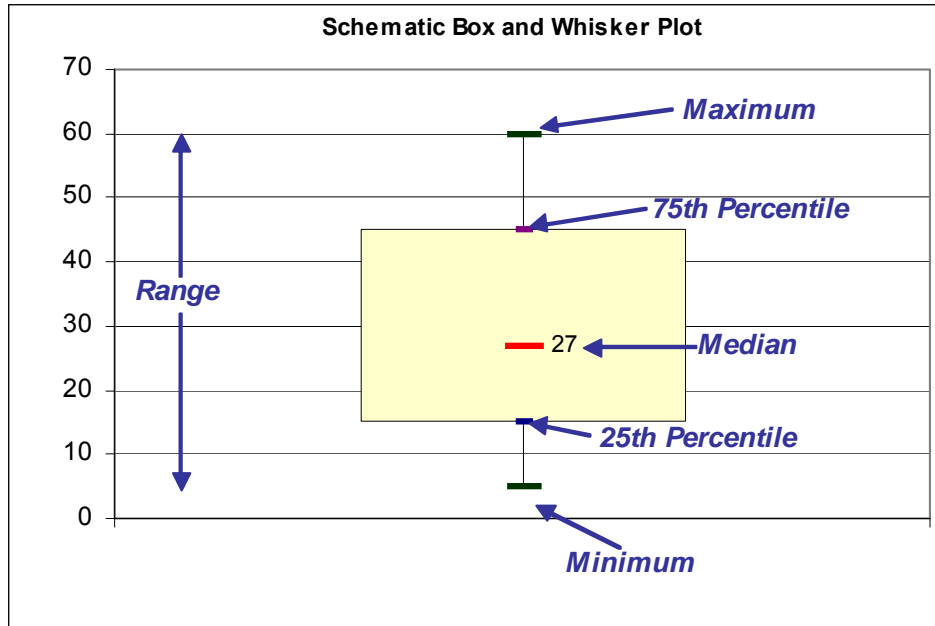 Schematic Box and Whisker Plot
70
Maximum
60
50
75th Percentile
40
Range
30
27
Median
20
25th Percentile
10
0
Minimum